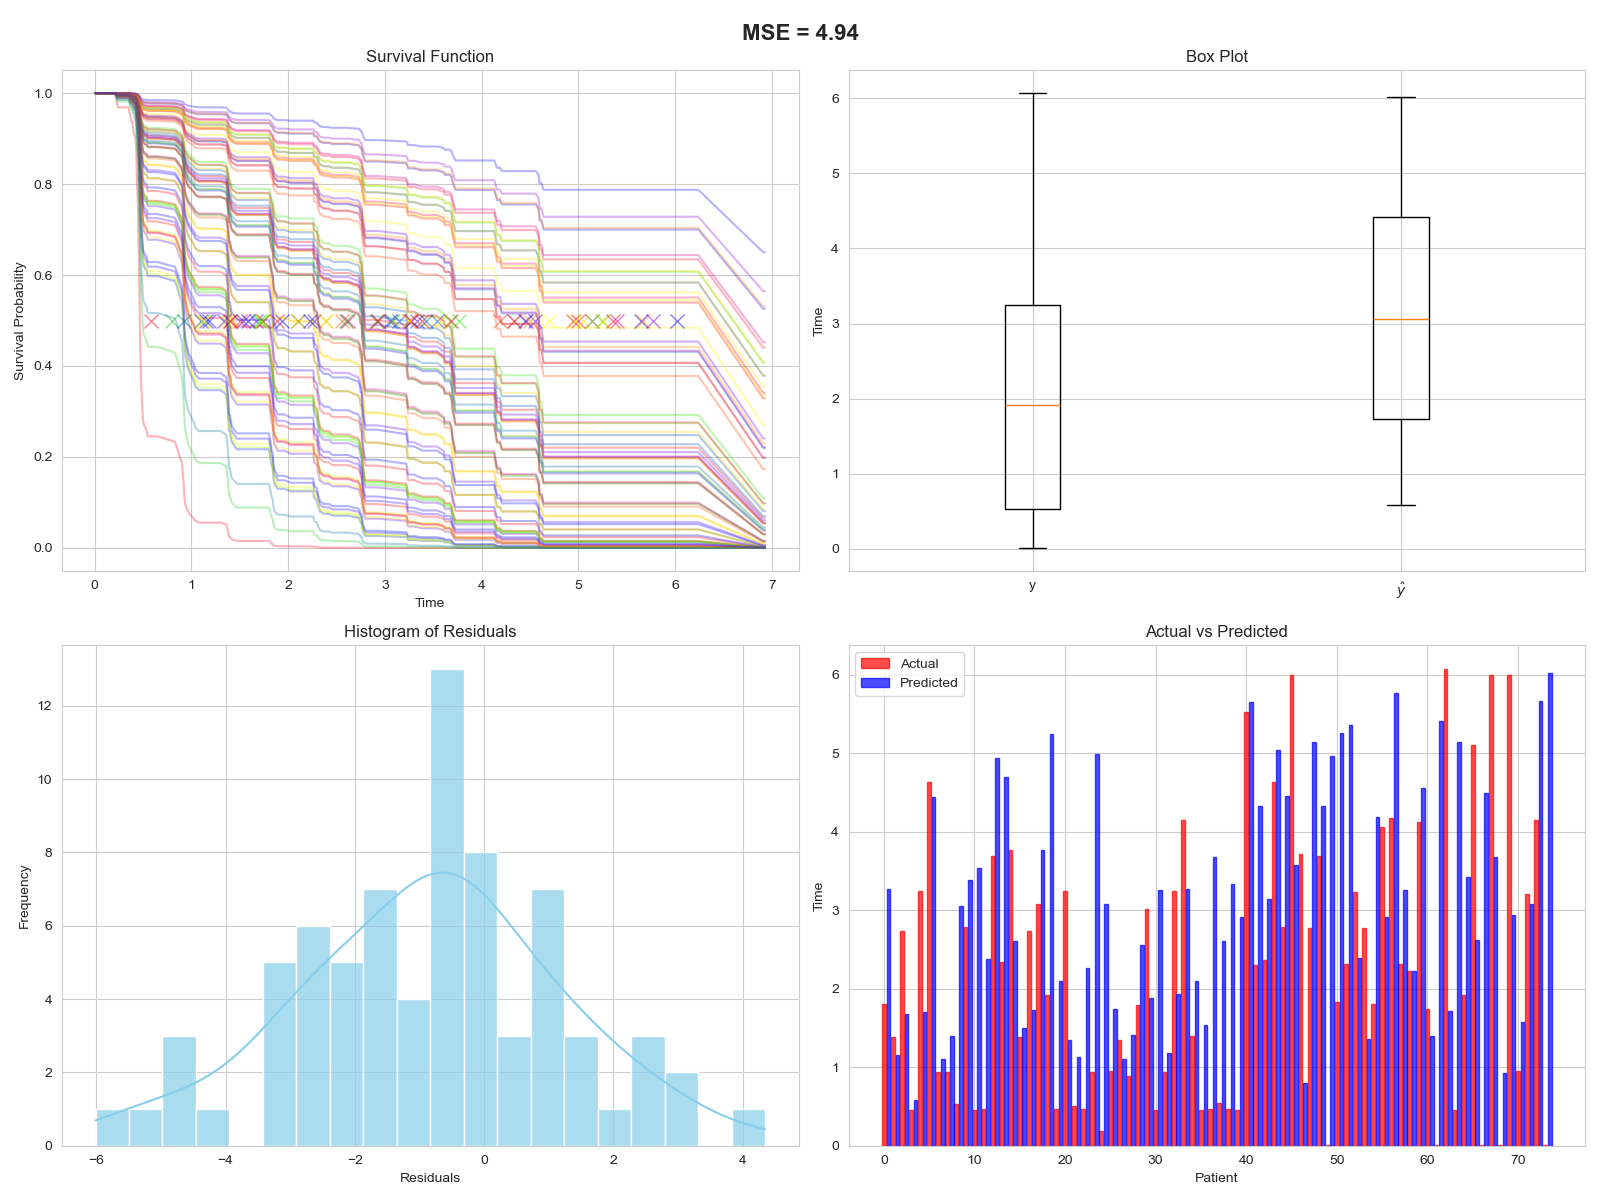 MSE = 4.94
Survival Function
Survival Probability
1.0
0.8
0.6
0.4
0.2
0.0
0 1 2 3 4 5 6 7
Time
Box Plot
Time
6
5
4
3
2
1
0
y ŷ
Histogram of Residuals
Frequency
12
10
8
6
4
2
0
−6 −4 −2 0 2 4
Residuals
Actual vs Predicted
Actual
Predicted
Time
6
5
4
3
2
1
0
0 10 20 30 40 50 60 70
Patient